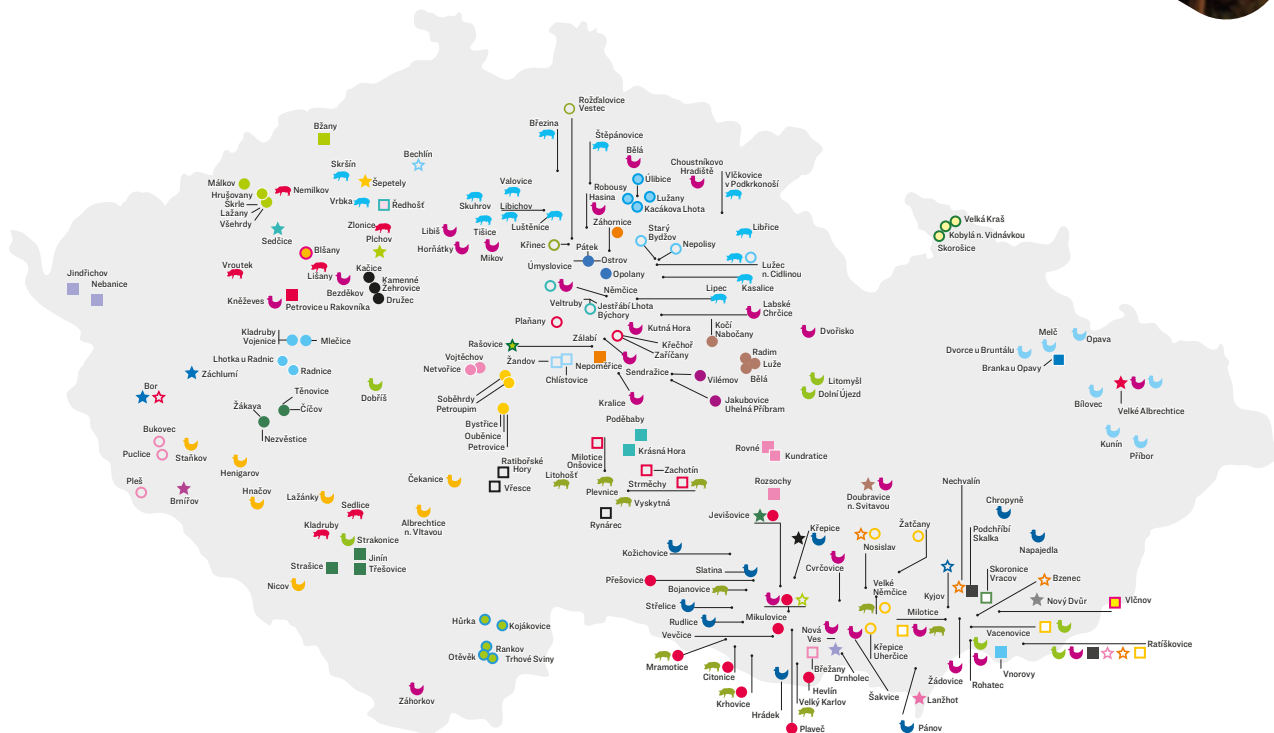 Rožďalovice
Vestec
Březina
Štěpánovice
Bžany
Bělá
Bechlín
Choustníkovo
Hradiště
Skršín
Šepetely
Valovice
Úlibice
Vlčkovice
v Podkrkonoší
Málkov
Hrušovany
Škrle
Lažany
Všehrdy
Nemilkov
Vrbka
Ředhošť
Skuhrov
Libichov
Robousy
Hasina
Lužany
Kacákova Lhota
Velká Kraš
Kobylá n. Vidnávkou
Skorošice
Sedčice
Zlonice
Plchov
Libiš
Tišice
Luštěnice
Záhornice
Starý
Bydžov
Libřice
Horňátky
Mikov
Křinec
Pátek
Ostrov
Nepolisy
Blšany
Kačice
Úmyslovice
Opolany
Lužec
n. Cidlinou
Jindřichov
Nebanice
Vroutek
Lišany
Bezděkov
Kamenné
Žehrovice
Družec
Němčice
Lipec
Kasalice
Kněževes
Petrovice u Rakovníka
Veltruby
Jestřábí Lhota
Býchory
Labské
Chrčice
Plaňany
Kutná Hora
Kočí
Nabočany
Dvořisko
Melč
Opava
Kladruby
Vojenice
Mlečice
Rašovice
Zálabí
Křečhoř
Zaříčany
Dvorce u Bruntálu
Branka u Opavy
Lhotka u Radnic
Radnice
Vojtěchov
Netvořice
Žandov
Nepoměřice
Chlístovice
Sendražice
Vilémov
Radim
Luže
Bělá
Záchlumí
Těnovice
Dobříš
Litomyšl
Dolní Újezd
Bor
Žákava
Číčov
Soběhrdy
Petroupim
Kralice
Jakubovice
Uhelná Příbram
Bílovec
Velké Albrechtice
Nezvěstice
Bystřice
Ouběnice
Petrovice
Poděbaby
Bukovec
Puclice
Staňkov
Milotice
Onšovice
Krásná Hora
Rovné
Kundratice
Kunín
Příbor
Henigarov
Ratibořské
Hory
Litohošť
Zachotín
Pleš
Brnířov
Hnačov
Čekanice
Vřesce
Plevnice
Strměchy
Rozsochy
Nechvalín
Lažánky
Sedlice
Albrechtice
n. Vltavou
Vyskytná
Rynárec
Doubravice
n. Svitavou
Chropyně
Jevišovice
Kladruby
Strakonice
Křepice
Nosislav
Žatčany
Podchřibí
Skalka
Napajedla
Jinín
Třešovice
Strašice
Kožichovice
Slatina
Cvrčovice
Skoronice
Vracov
Bzenec
Nicov
Přešovice
Bojanovice
Velké
Němčice
Kyjov
Nový Dvůr
Vlčnov
Střelice
Rudlice
Mikulovice
Milotice
Hůrka
Kojákovice
Vevčice
Nová
Ves
Křepice
Uherčice
Vacenovice
Ratíškovice
Rankov
Otěvěk
Trhové Sviny
Mramotice
Citonice
Břežany
Drnholec
Žádovice
Rohatec
Vnorovy
Záhorkov
Krhovice
Hevlín
Velký Karlov
Šakvice
Lanžhot
Hrádek
Plaveč
Pánov